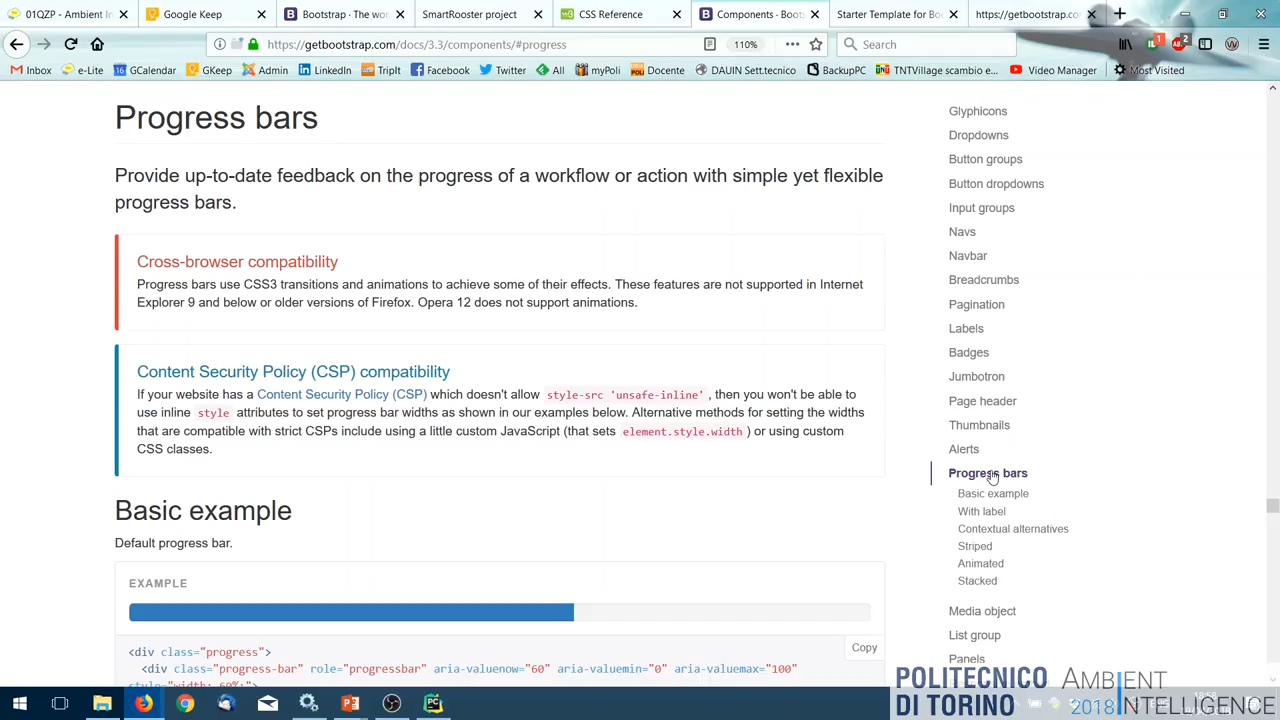 01QZP - Ambient In
Google Keep
Bootstrap · The wor
SmartRooster project
CSS Reference
Components · Boots
Starter Template for Boo
https://getbootstrap.co
https://getbootstrap.com/docs/3.3/components/#progress
110%
Search
1
2
Inbox
e-Lite
GCalendar
GKeep
Admin
LinkedIn
TripIt
Facebook
Twitter
AlI
myPoli
Docente
DAUIN Sett.tecnico
BackupPC
TNTVillage scambio e...
Video Manager
Most Visited
Progress bars
Provide up-to-date feedback on the progress of a workflow or action with simple yet flexible
progress bars.
Cross-browser compatibility
Progress bars use CSS3 transitions and animations to achieve some of their effects. These features are not supported in Internet
Explorer 9 and below or older versions of Firefox. Opera 12 does not support animations.
Content Security Policy (CSP) compatibility
If your website has a Content Security Policy (CSP) which doesn't allow style-src 'unsafe-inline', then you won't be able to
use inline style attributes to set progress bar widths as shown in our examples below. Alternative methods for setting the widths
that are compatible with strict CSPs include using a little custom JavaScript (that sets element.style.width) or using custom
CSS classes.
Basic example
Default progress bar.
EXAMPLE
Copy
<div class="progress">
<div class="progress-bar" role="progressbar" aria-valuenow="60" aria-valuemin="0" aria-valuemax="100"
style="width: 60%;">
Glyphicons
Dropdowns
Button groups
Button dropdowns
Input groups
Navs
Navbar
Breadcrumbs
Pagination
Labels
Badges
Jumbotron
Page header
Thumbnails
Alerts
Progress bars
Basic example
With label
Contextual alternatives
Striped
Animated
Stacked
Media object
List group
Panels
POLITECNICO
DI TORINO
AMBIENT
2018 INTELLIGENCE